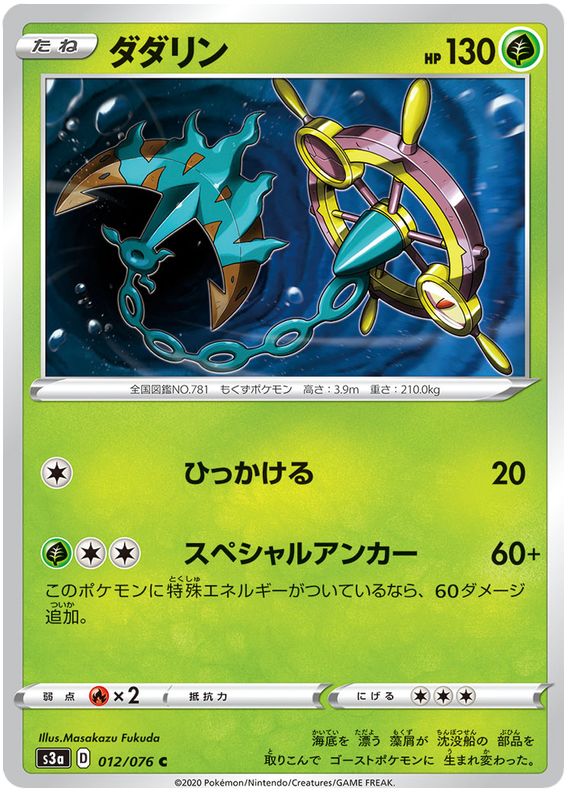 たね ダダリン HP 130
全国図鑑NO.781 もくずポケモン 高さ:3.9m 重さ:210.0kg
ひっかける 20
スペシャルアンカー 60+
このポケモンに特殊エネルギーがついているなら、60ダメージ
追加。
弱点 ×2 抵抗力 にげる
Illus.Masakazu Fukuda
s3a D 012/076 C
海底を漂う藻屑が沈没船の部品を
取りこんでゴーストポケモンに生まれ変わった。
©2020 Pokémon/Nintendo/Creatures/GAME FREAK.